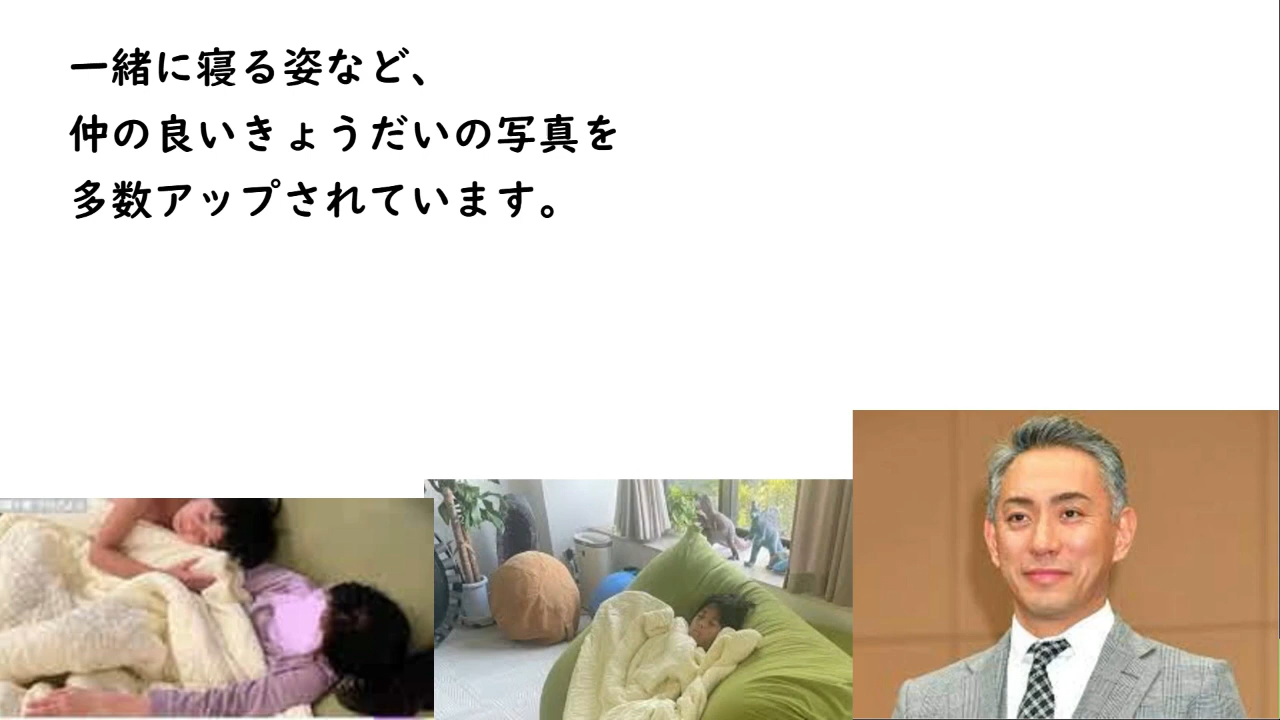 一緒に寝る姿など、
仲の良いきょうだいの写真を
多数アップされています。